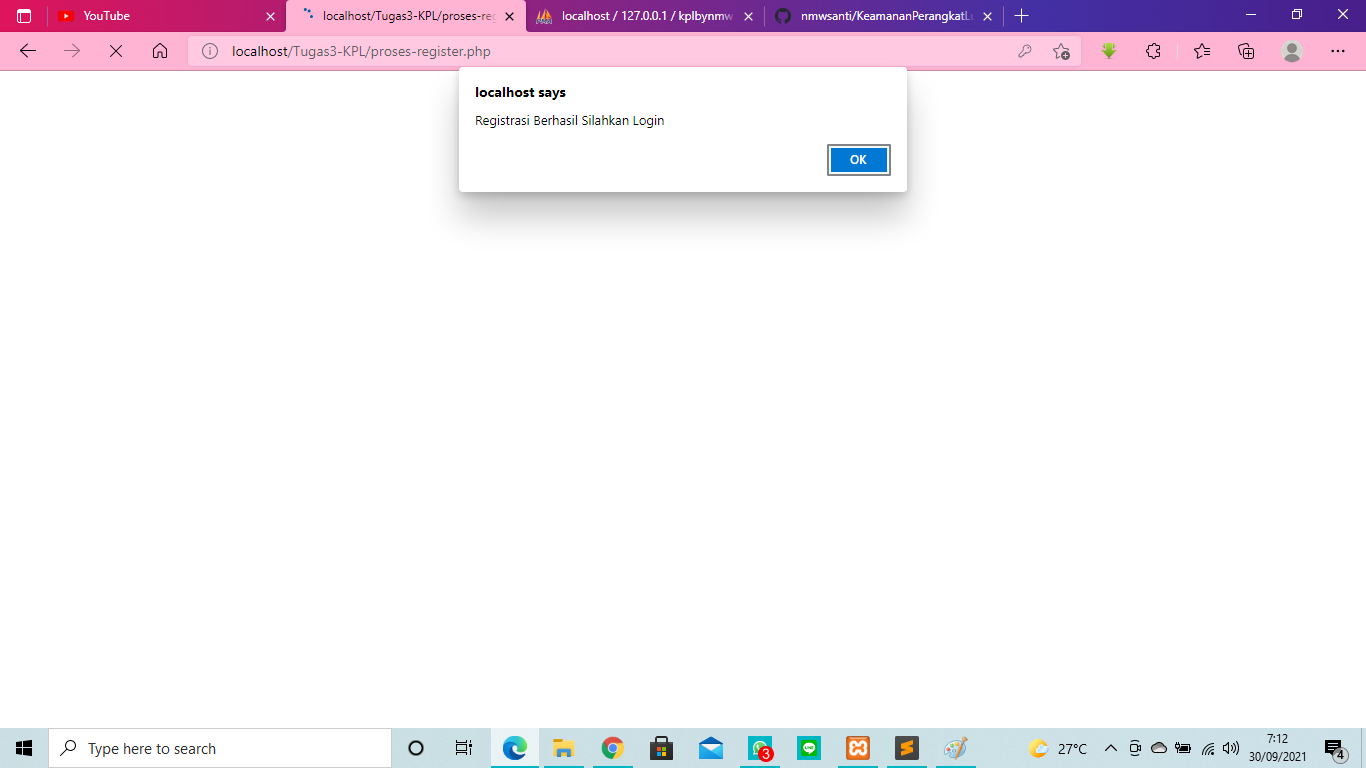 YouTube
localhost/Tugas3-KPL/proses-reg
localhost / 127.0.0.1 / kplbynmw
nmwsanti/KeamananPerangkatLu
localhost/Tugas3-KPL/proses-register.php
localhost says
Registrasi Berhasil Silahkan Login
OK
Type here to search
3
LINE
27°C
7:12
30/09/2021
4